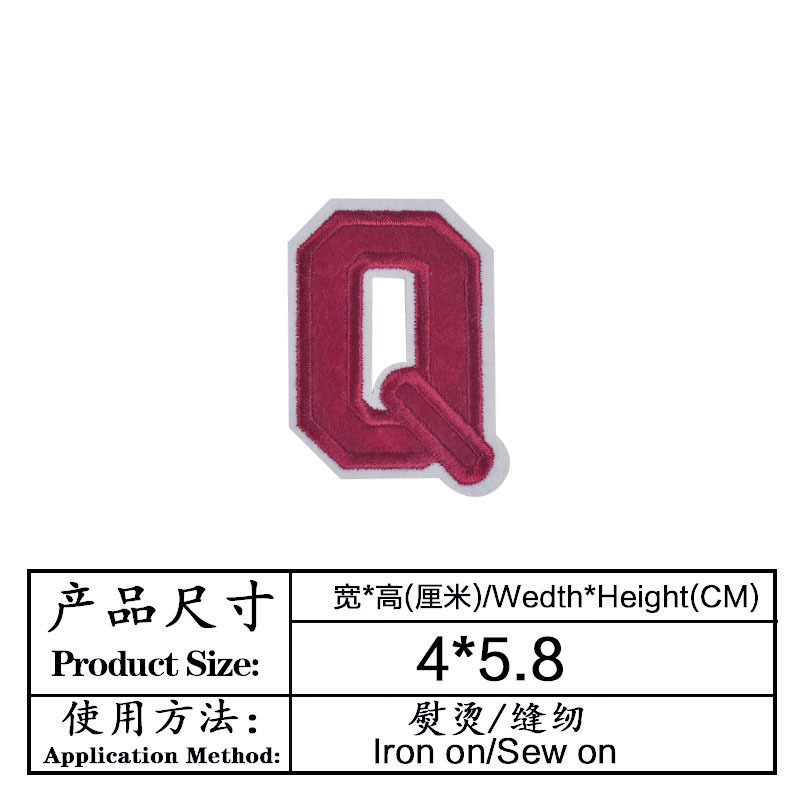 Q
产品尺寸
Product Size:
宽*高(厘米)/Wedth*Height(CM)
4*5.8
使用方法:
Application Method:
熨烫/缝纫
Iron on/Sew on